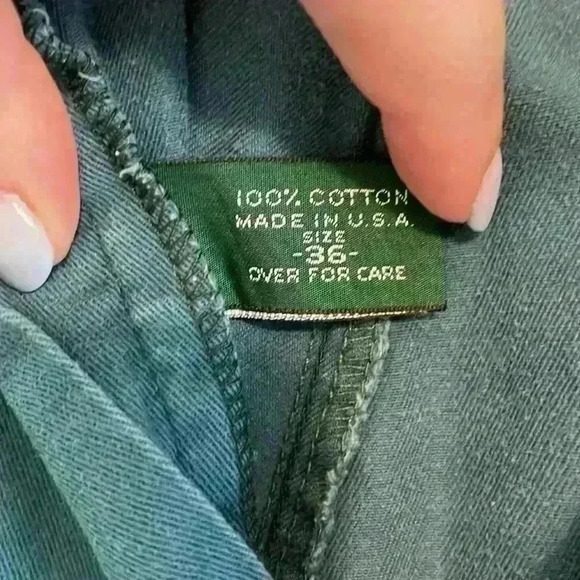 100% COTTON
MADE IN U.S.A.
SIZE
-36-
OVER FOR CARE